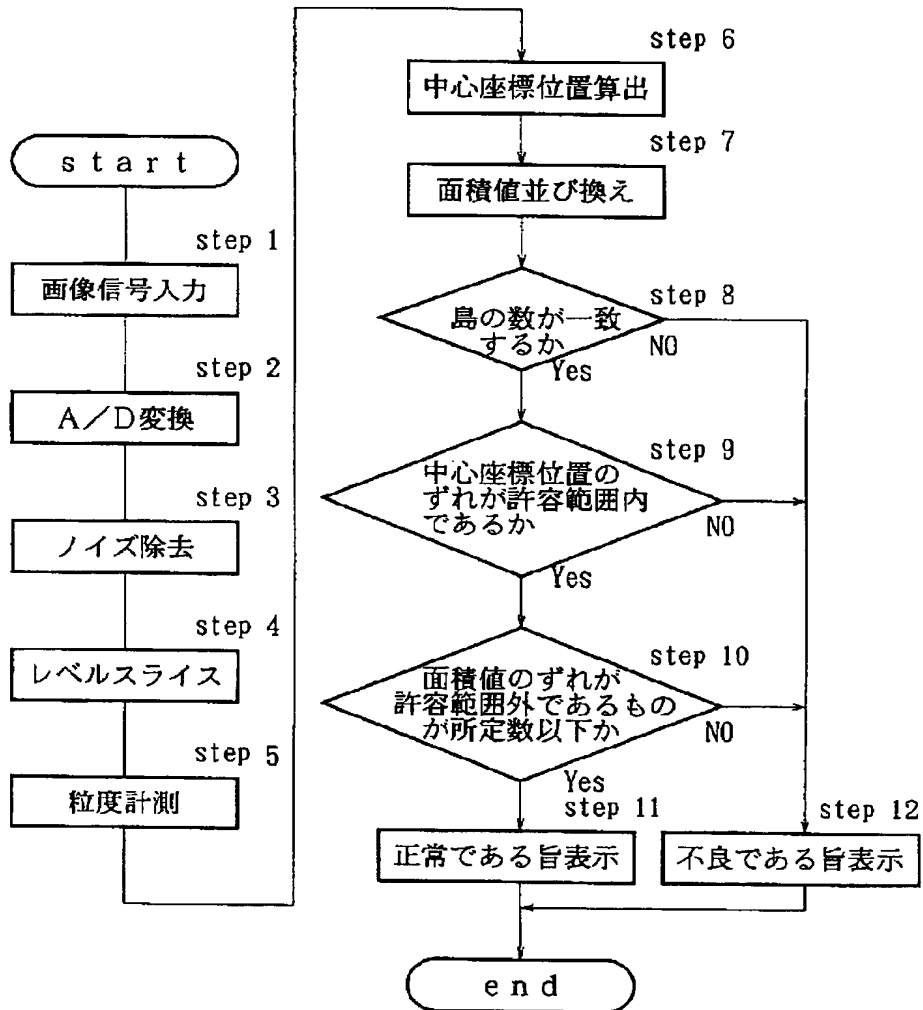 start
step 1
画像信号入力
step 2
A/D変換
step 3
ノイズ除去
step 4
レベルスライス
step 5
粒度計測
step 6
中心座標位置算出
step 7
面積値並び換え
step 8
島の数が一致
するか
NO
Yes
step 9
中心座標位置の
ずれが許容範囲内
であるか
NO
Yes
step 10
面積値のずれが
許容範囲外であるもの
が所定数以下か
NO
Yes
step 11
正常である旨表示
step 12
不良である旨表示
end